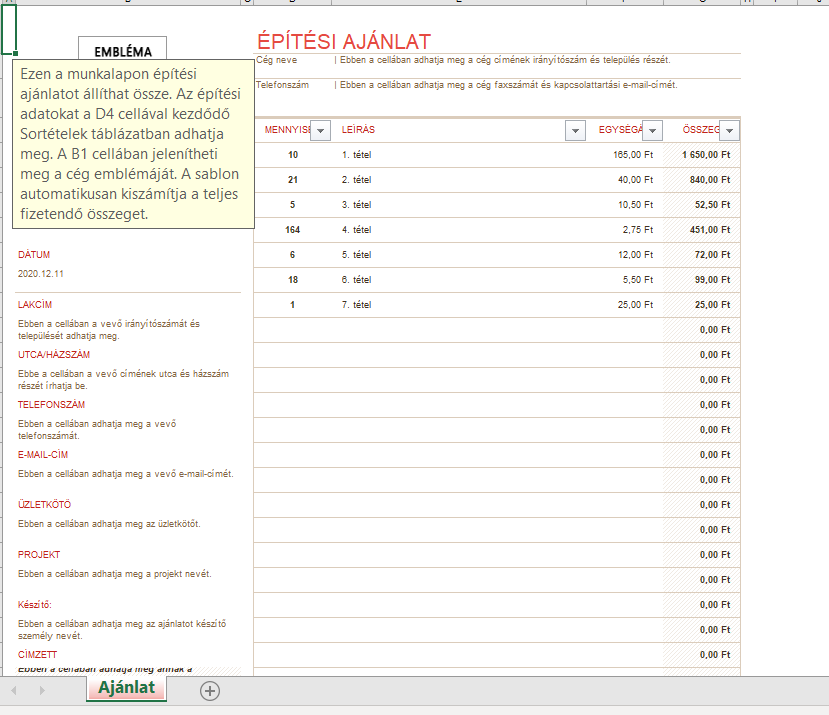 EMBLÉMA
ÉPÍTÉSI AJÁNLAT
Cég neve | Ebben a cellában adhatja meg a cég címének irányítószám és település részét.
Telefonszám | Ebben a cellában adhatja meg a cég faxszámát és kapcsolattartási e-mail-címét.
Ezen a munkalapon építési
ajánlatot állíthat össze. Az építési
adatokat a D4 cellával kezdődő
Sortételek táblázatban adhatja
meg. A B1 cellában jelenítheti
meg a cég emblémáját. A sablon
automatikusan kiszámítja a teljes
fizetendő összeget.
DÁTUM
2020.12.11
LAKCÍM
Ebben a cellában a vevő irányítószámát és
települését adhatja meg.
UTCA/HÁZSZÁM
Ebbe a cellában a vevő címének utca és házszám
részét írhatja be.
TELEFONSZÁM
Ebben a cellában adhatja meg a vevő
telefonszámát.
E-MAIL-CÍM
Ebben a cellában adhatja meg a vevő e-mail-címét.
ÜZLETKÖTŐ
Ebben a cellában adhatja meg az üzletkötőt.
PROJEKT
Ebben a cellában adhatja meg a projekt nevét.
Készítő:
Ebben a cellában adhatja meg az ajánlatot készítő
személy nevét.
CÍMZETT
Ebben a cellában adhatja meg annak a
MENNYISÉ LEÍRÁS EGYSÉGÁ ÖSSZEG
10 1. tétel 165,00 Ft 1 650,00 Ft
21 2. tétel 40,00 Ft 840,00 Ft
5 3. tétel 10,50 Ft 52,50 Ft
164 4. tétel 2,75 Ft 451,00 Ft
6 5. tétel 12,00 Ft 72,00 Ft
18 6. tétel 5,50 Ft 99,00 Ft
1 7. tétel 25,00 Ft 25,00 Ft
0,00 Ft
0,00 Ft
0,00 Ft
0,00 Ft
0,00 Ft
0,00 Ft
0,00 Ft
0,00 Ft
0,00 Ft
0,00 Ft
0,00 Ft
0,00 Ft
0,00 Ft
0,00 Ft
Ajánlat